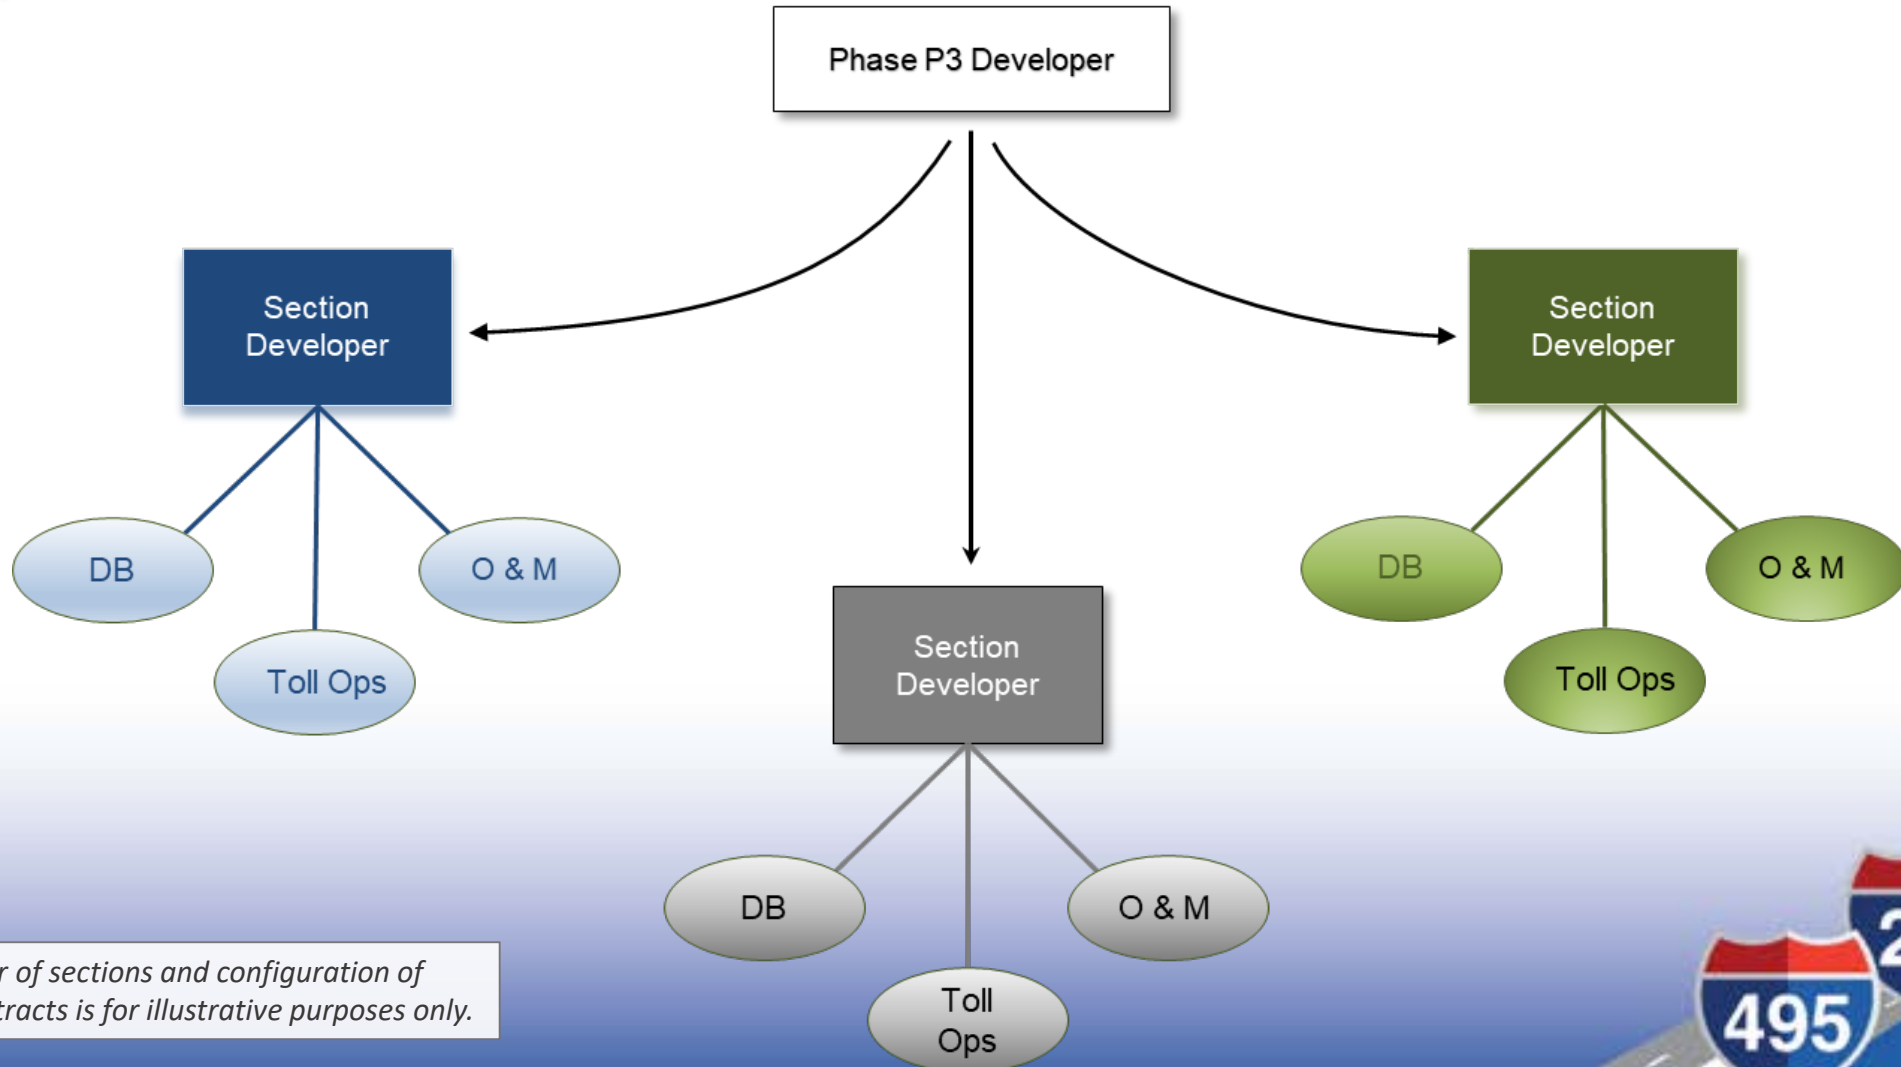 Phase P3 Developer
Section
Developer
Section
Developer
DB
O & M
Toll Ops
DB
O & M
Toll Ops
Section
Developer
DB
O & M
Toll
Ops
of sections and configuration of
is for illustrative purposes only.
495